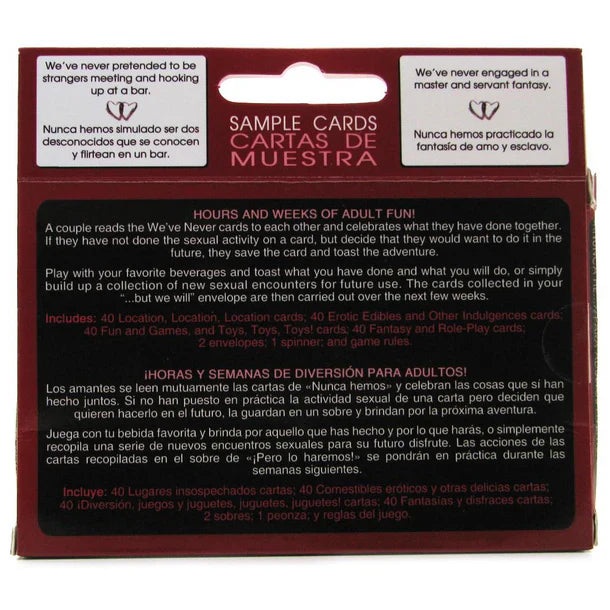 We've never pretended to be
strangers meeting and hooking
up at a bar.
Nunca hemos simulado ser dos
desconocidos que se conocen
y flirtean en un bar.
SAMPLE CARDS
CARTAS DE
MUESTRA
We've never engaged in a
master and servant fantasy.
Nunca hemos practicado la
fantasía de amo y esclavo.
HOURS AND WEEKS OF ADULT FUN!
A couple reads the We've Never cards to each other and celebrates what they have done together.
If they have not done the sexual activity on a card, but decide that they would want to do it in the
future, they save the card and toast the adventure.
Play with your favorite beverages and toast what you have done and what you will do, or simply
build up a collection of new sexual encounters for future use. The cards collected in your
"...but we will" envelope are then carried out over the next few weeks.
Includes: 40 Location, Location, Location cards; 40 Erotic Edibles and Other Indulgences cards;
40 Fun and Games, and Toys, Toys, Toys! cards; 40 Fantasy and Role-Play cards;
2 envelopes; 1 spinner; and game rules.
¡HORAS Y SEMANAS DE DIVERSIÓN PARA ADULTOS!
Los amantes se leen mutuamente las cartas de «Nunca hemos» y celebran las cosas que sí han
hecho juntos. Si no han puesto en práctica la actividad sexual de una carta pero deciden que
quieren hacerlo en el futuro, la guardan en un sobre y brindan por la próxima aventura.
Juega con tu bebida favorita y brinda por aquello que has hecho y por lo que harás, o simplemente
recopila una serie de nuevos encuentros sexuales para su futuro disfrute. Las acciones de las
cartas recopiladas en el sobre de «¡Pero lo haremos!» se pondrán en práctica durante las
semanas siguientes.
Incluye: 40 Lugares insospechados cartas; 40 Comestibles eróticos y otras delicias cartas;
40 ¡Diversión, juegos y juguetes, juguetes, juguetes! cartas; 40 Fantasías y disfraces cartas;
2 sobres; 1 peonza; y reglas del juego.